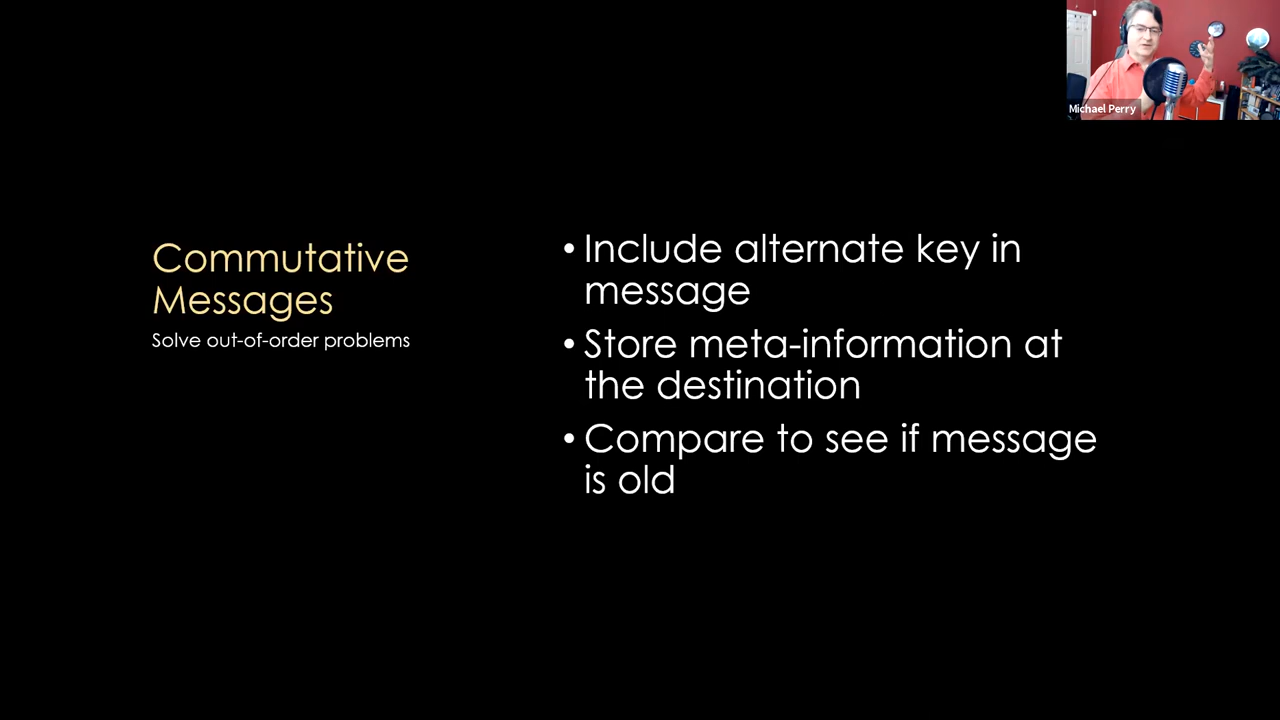 Michael Perry
Commutative
Messages
Solve out-of-order problems
• Include alternate key in
message
• Store meta-information at
the destination
• Compare to see if message
is old